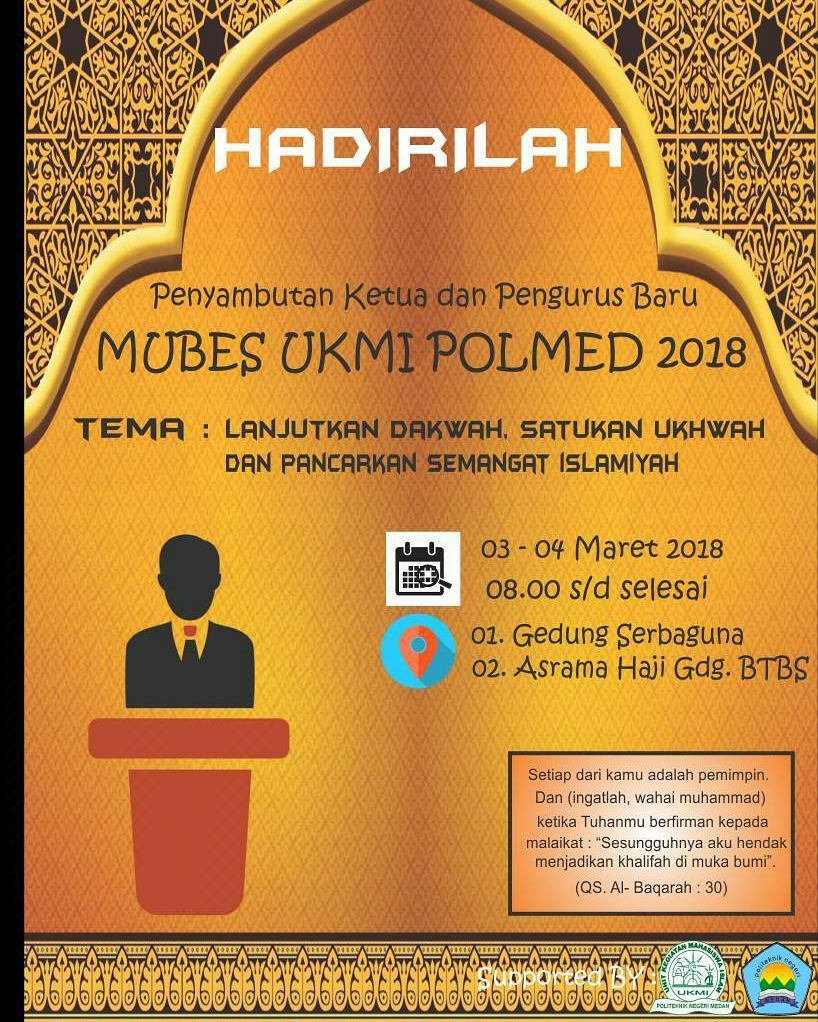 HADIRILAH
Penyambutan Ketua dan Pengurus Baru
MUBES UKMI POLMED 2018
TEMA : LANJUTKAN DAKWAH, SATUKAN UKHWAH
DAN PANCARKAN SEMANGAT ISLAMIYAH
03 - 04 Maret 2018
08.00 s/d selesai
01. Gedung Serbaguna
02. Asrama Haji Gdg. BTBS
Setiap dari kamu adalah pemimpin.
Dan (ingatlah, wahai muhammad)
ketika Tuhanmu berfirman kepada
malaikat : “Sesungguhnya aku hendak
menjadikan khalifah di muka bumi”.
(QS. Al- Baqarah : 30)
Supported BY :
UNIT KEGIATAN MAHASISWA ISLAM
UKMI
POLITEKNIK NEGERI MEDAN
politeknik negeri
MEDAN